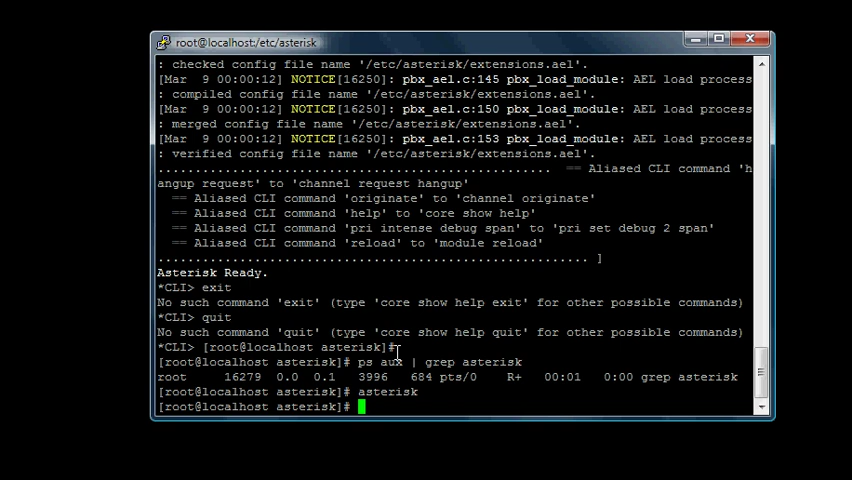 root@localhost:/etc/asterisk
: checked config file name '/etc/asterisk/extensions.ael'.
[Mar  9 00:00:12] NOTICE[16250]: pbx_ael.c:145 pbx_load_module: AEL load process
: compiled config file name '/etc/asterisk/extensions.ael'.
[Mar  9 00:00:12] NOTICE[16250]: pbx_ael.c:150 pbx_load_module: AEL load process
: merged config file name '/etc/asterisk/extensions.ael'.
[Mar  9 00:00:12] NOTICE[16250]: pbx_ael.c:153 pbx_load_module: AEL load process
: verified config file name '/etc/asterisk/extensions.ael'.
....................................................  == Aliased CLI command 'h
angup request' to 'channel request hangup'
  == Aliased CLI command 'originate' to 'channel originate'
  == Aliased CLI command 'help' to 'core show help'
  == Aliased CLI command 'pri intense debug span' to 'pri set debug 2 span'
  == Aliased CLI command 'reload' to 'module reload'
......................................................... ]
Asterisk Ready.
*CLI> exit
No such command 'exit' (type 'core show help exit' for other possible commands)
*CLI> quit
No such command 'quit' (type 'core show help quit' for other possible commands)
*CLI> [root@localhost asterisk]#
[root@localhost asterisk]# ps aux | grep asterisk
root     16279  0.0  0.1   3996   684 pts/0    R+   00:01   0:00 grep asterisk
[root@localhost asterisk]# asterisk
[root@localhost asterisk]#